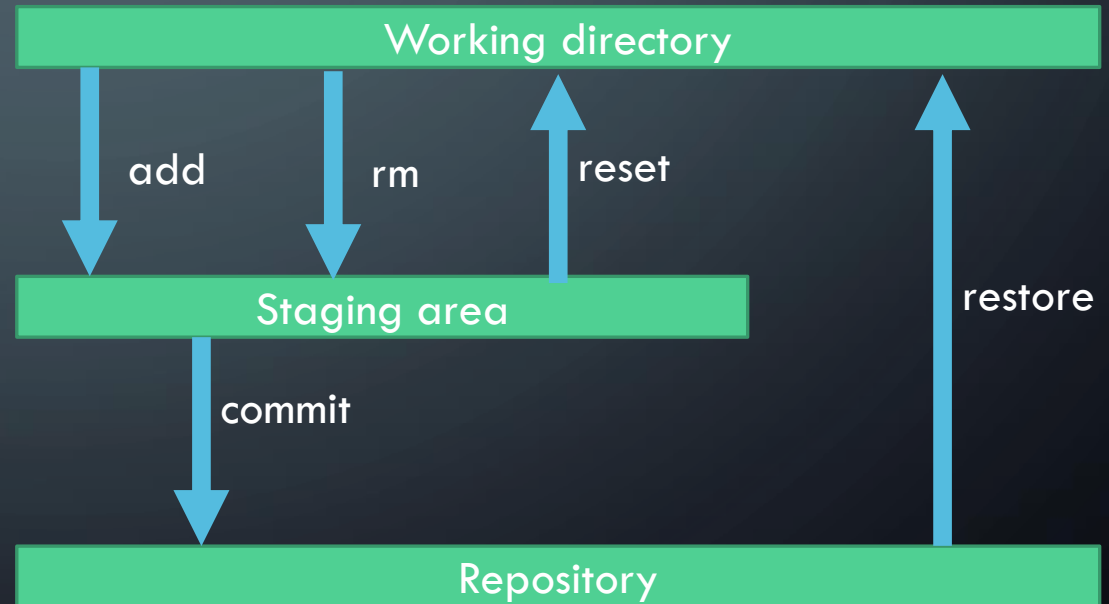 Working directory
add
rm
reset
Staging area
restore
commit
Repository